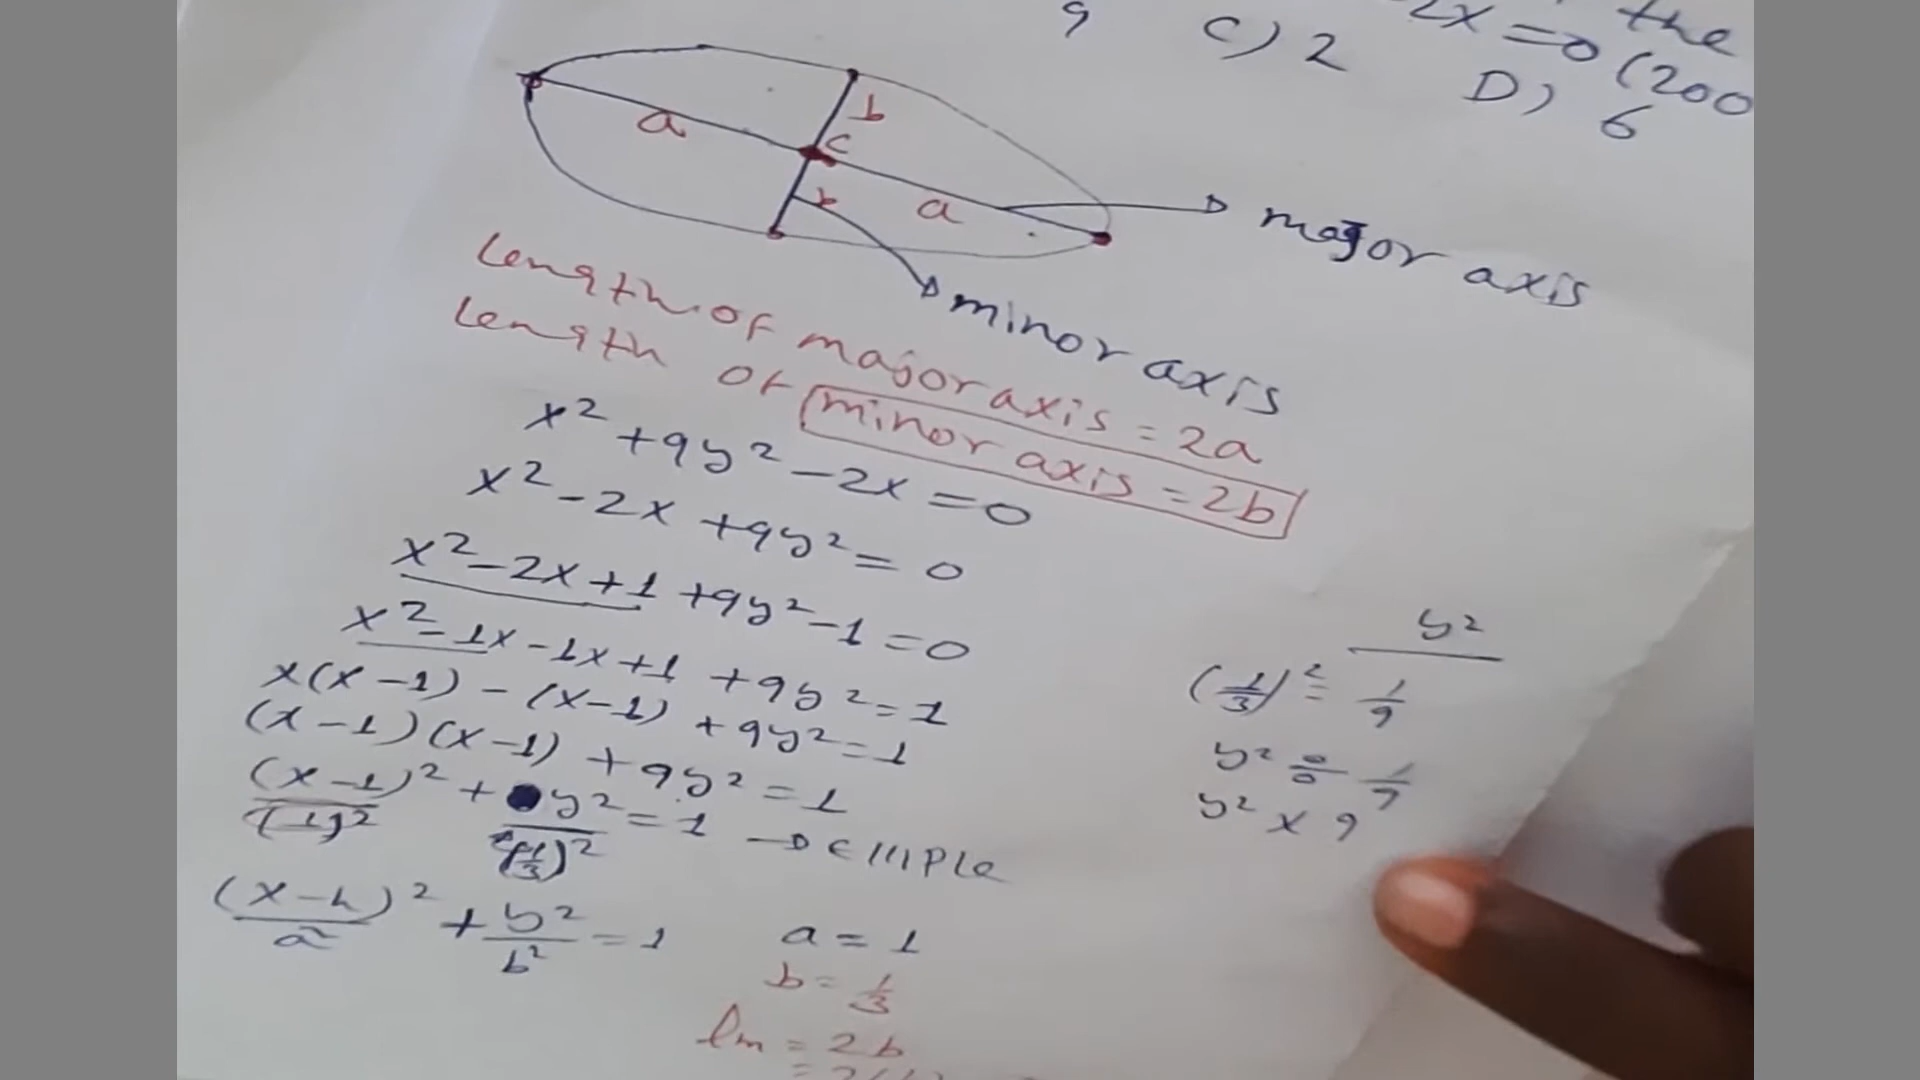 the
2x=0 (200
9 C) 2 D) 6
b
a C
b a
major axis
minor axis
Length of major axis = 2a
Length of minor axis = 2b
x² + 9y² - 2x = 0
x² - 2x + 9y² = 0
x² - 2x + 1 + 9y² - 1 = 0
x² - 1x - 1x + 1 + 9y² = 1
x(x - 1) - (x - 1) + 9y² = 1
(x - 1)(x - 1) + 9y² = 1
(x - 1)²/(1)² + y²/(1/3)² = 1 → elliple
(x - h)²/a² + y²/b² = 1
a = 1
b = 1/3
lm = 2b
y²
(1/3)² = 1/9
y² ÷ 1/9
y² x 9